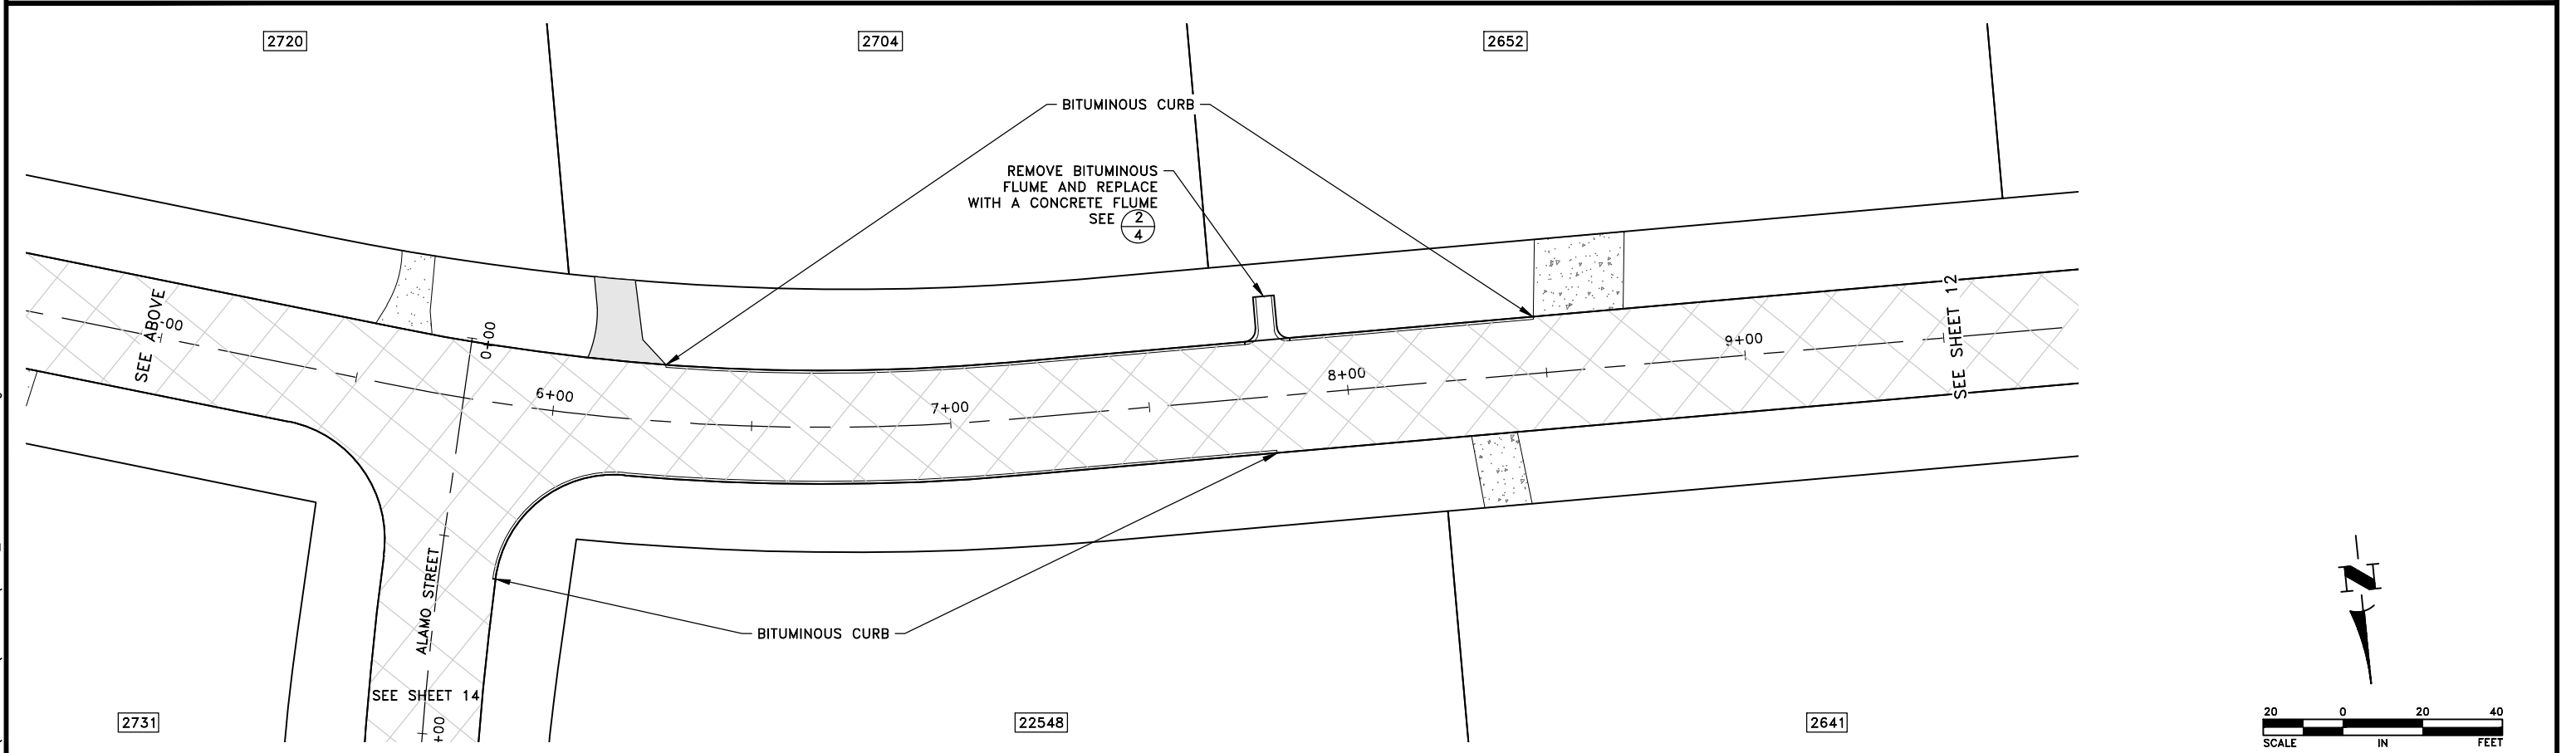 2720
2704
2652
BITUMINOUS CURB
REMOVE BITUMINOUS
FLUME AND REPLACE
WITH A CONCRETE FLUME
SEE 2
4
SEE ABOVE
+00
0+00
6+00
7+00
8+00
9+00
SEE SHEET 12
ALAMO STREET
BITUMINOUS CURB
SEE SHEET 14
+00
2731
22548
2641
N
20 0 20 40
SCALE IN FEET